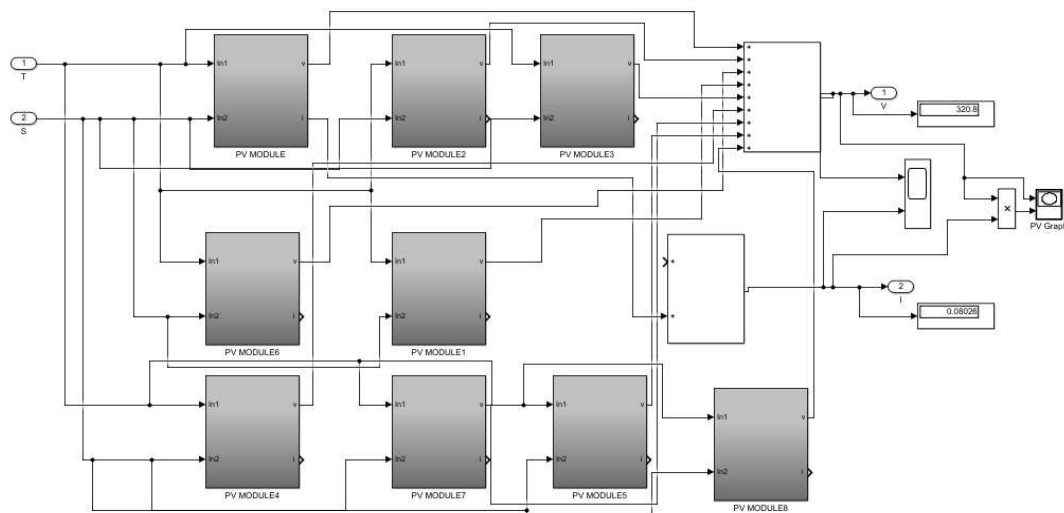 1
T
2
S
In1
v
In2
i
PV MODULE
In1
v
In2
i
PV MODULE2
In1
v
In2
i
PV MODULE3
+
+
+
+
+
+
+
+
+
1
V
320.8
×
PV Graph
In1
v
In2
i
PV MODULE6
In1
v
In2
i
PV MODULE1
+
+
2
I
0.08026
In1
v
In2
i
PV MODULE4
In1
v
In2
i
PV MODULE7
In1
v
In2
i
PV MODULE5
In1
v
In2
i
PV MODULE8